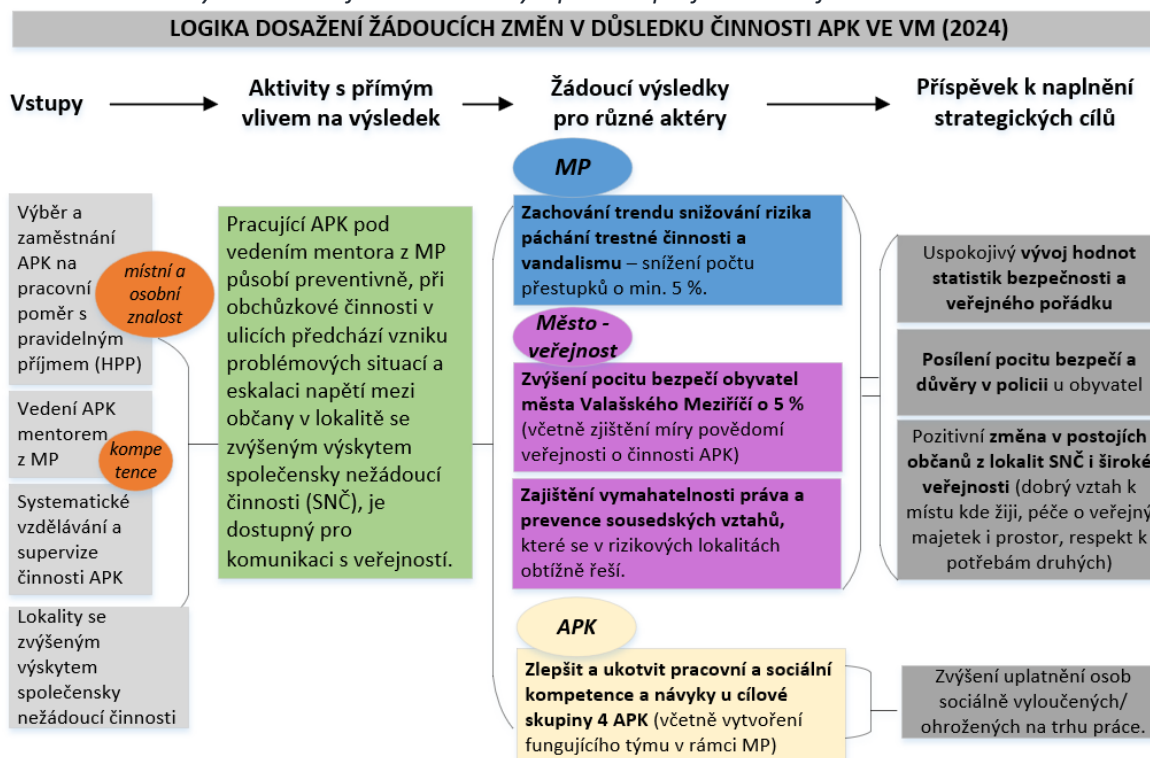 LOGIKA DOSAŽENÍ ŽÁDOUCÍCH ZMĚN V DŮSLEDKU ČINNOSTI APK VE VM (2024)
Vstupy
Aktivity s přímým
vlivem na výsledek
Žádoucí výsledky
pro různé aktéry
Příspěvek k naplnění
strategických cílů
Výběr a
zaměstnání
APK na
pracovní
poměr s
pravidelným
příjmem (HPP)
místní a
osobní
znalost
Vedení APK
mentorem
z MP
kompe
tence
Systematické
vzdělávání a
supervize
činnosti APK
Lokality se
zvýšeným
výskytem
společensky
nežádoucí činnosti
Pracující APK pod
vedením mentora z MP
působí preventivně, při
obchůzkové činnosti v
ulicích předchází vzniku
problémových situací a
eskalaci napětí mezi
občany v lokalitě se
zvýšeným výskytem
společensky nežádoucí
činnosti (SNČ), je
dostupný pro
komunikaci s veřejností.
MP
Zachování trendu snižování rizika
páchání trestné činnosti a
vandalismu – snížení počtu
přestupků o min. 5 %.
Město -
veřejnost
Zvýšení pocitu bezpečí obyvatel
města Valašského Meziříčí o 5 %
(včetně zjištění míry povědomí
veřejnosti o činnosti APK)
Zajištění vymahatelnosti práva a
prevence sousedských vztahů,
které se v rizikových lokalitách
obtížně řeší.
APK
Zlepšit a ukotvit pracovní a sociální
kompetence a návyky u cílové
skupiny 4 APK (včetně vytvoření
fungujícího týmu v rámci MP)
Uspokojivý vývoj hodnot
statistik bezpečnosti a
veřejného pořádku
Posílení pocitu bezpečí a
důvěry v policii u obyvatel
Pozitivní změna v postojích
občanů z lokalit SNČ i široké
veřejnosti (dobrý vztah k
místu kde žiji, péče o veřejný
majetek i prostor, respekt k
potřebám druhých)
Zvýšení uplatnění osob
sociálně vyloučených/
ohrožených na trhu práce.